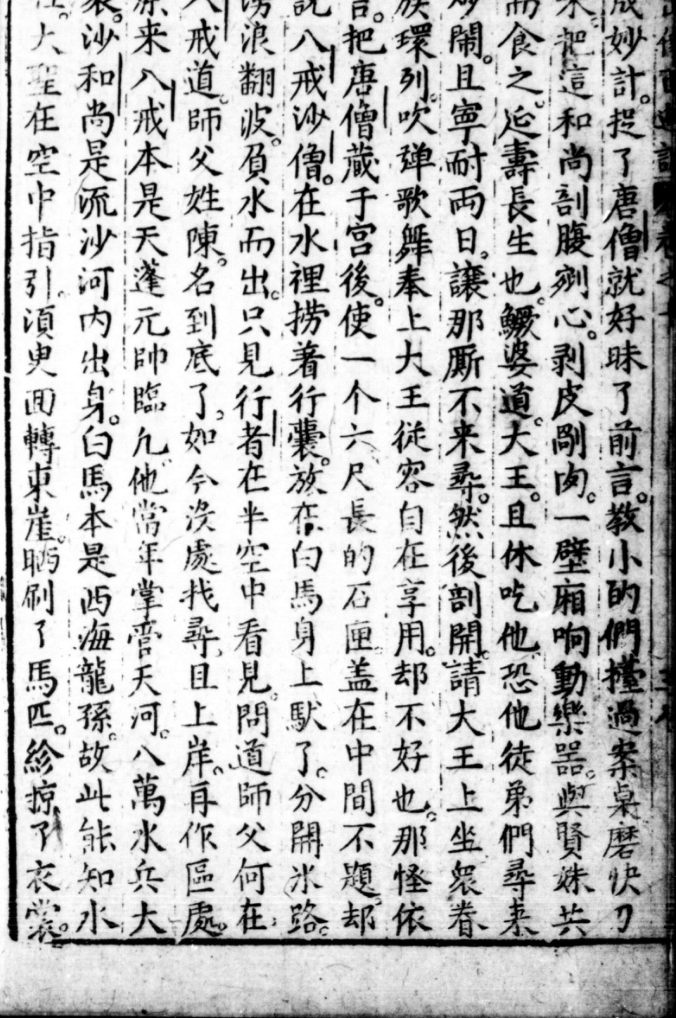 成妙計捉了唐僧就好昧了前言教小的們擡過案桌磨快刀
來把這和尚剖腹剜心。剥皮剮肉。一壁廂响動樂器。與賢妹共
而食之。延壽長生也。鱖婆道。大王。且休吃他。恐他徒弟們尋来
炒鬧。且寧耐兩日。讓那厮不来尋。然後剖開。請大王上坐。衆眷
族環列。吹弹歌舞。奉上大王。從容自在享用。却不好也。那怪依
言。把唐僧藏于宫後。使一个六尺長的石匣。盖在中間不題。却
說八戒沙僧。在水裡捞着行囊。放在白馬身上馱了。分開水路。
湧浪翻波。負水而出。只見行者在半空中看見。問道師父何在
八戒道。師父姓陳。名到底了。如今没處找尋。且上岸。再作區處。
原来八戒本是天蓬元帥臨凡。他當年掌管天河。八萬水兵大
衆。沙和尚是流沙河内出身。白馬本是西海龍孫。故此能知水
性。大聖在空中指引。須臾回轉東崖。晒刷了馬匹。紾掠了衣裳。